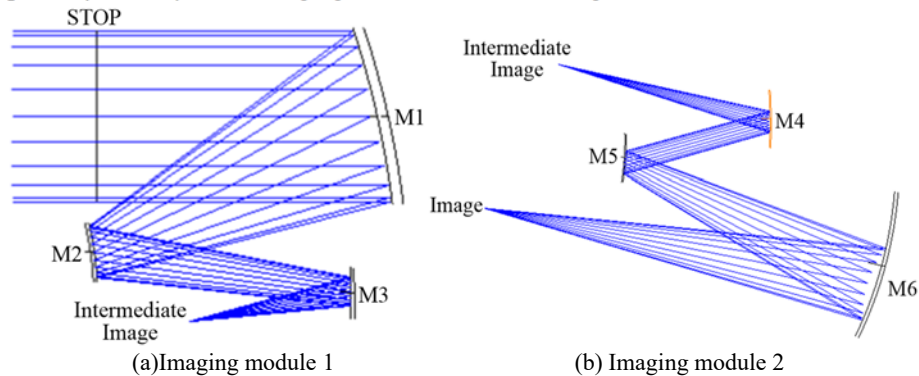 STOP
M1
M2
M3
Intermediate
Image
(a)Imaging module 1
Intermediate
Image
M4
M5
Image
M6
(b) Imaging module 2